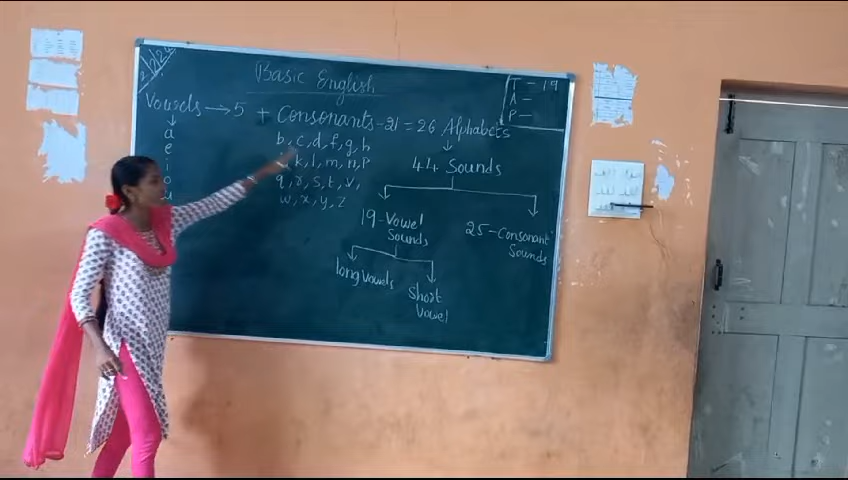 Basic English
Vowels → 5 + Consonants - 21 = 26 Alphabets
a
e
i
o
u
b, c, d, f, g, h
k, l, m, n, p
q, r, s, t, v,
w, x, y, z
44 Sounds
19 - Vowel
Sounds
25 - Consonant
Sounds
long vowels
Short
Vowel
T - 19
A -
P -